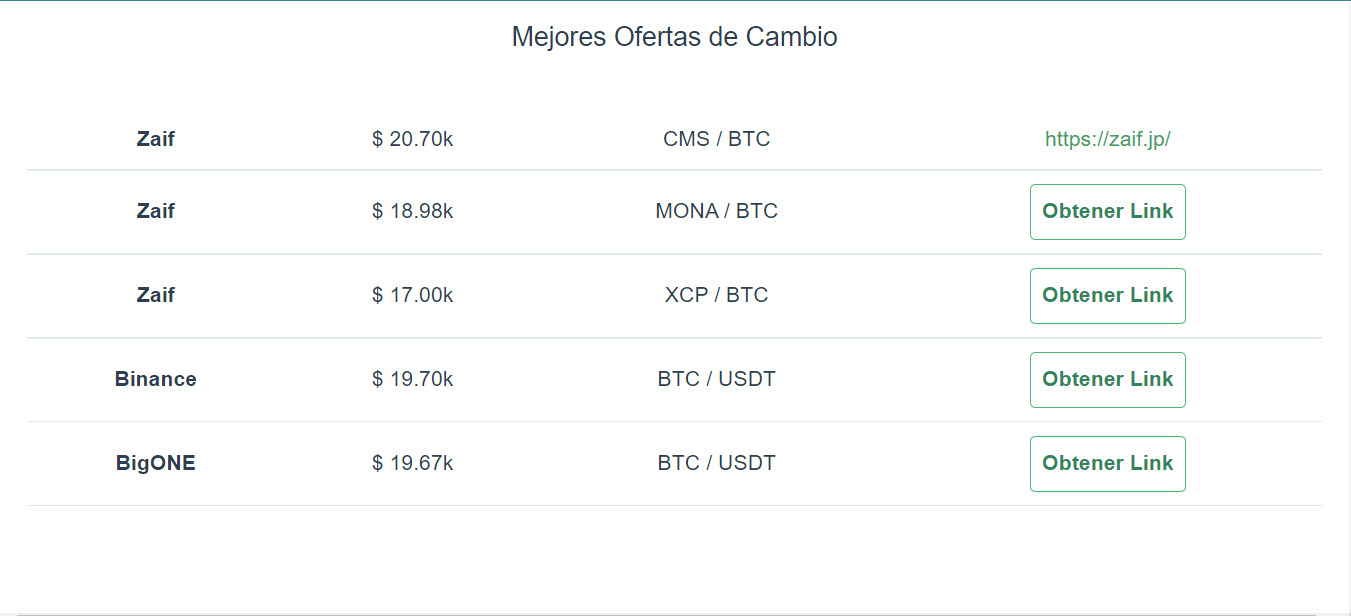 Mejores Ofertas de Cambio
Zaif $ 20.70k CMS / BTC https://zaif.jp/
Zaif $ 18.98k MONA / BTC Obtener Link
Zaif $ 17.00k XCP / BTC Obtener Link
Binance $ 19.70k BTC / USDT Obtener Link
BigONE $ 19.67k BTC / USDT Obtener Link